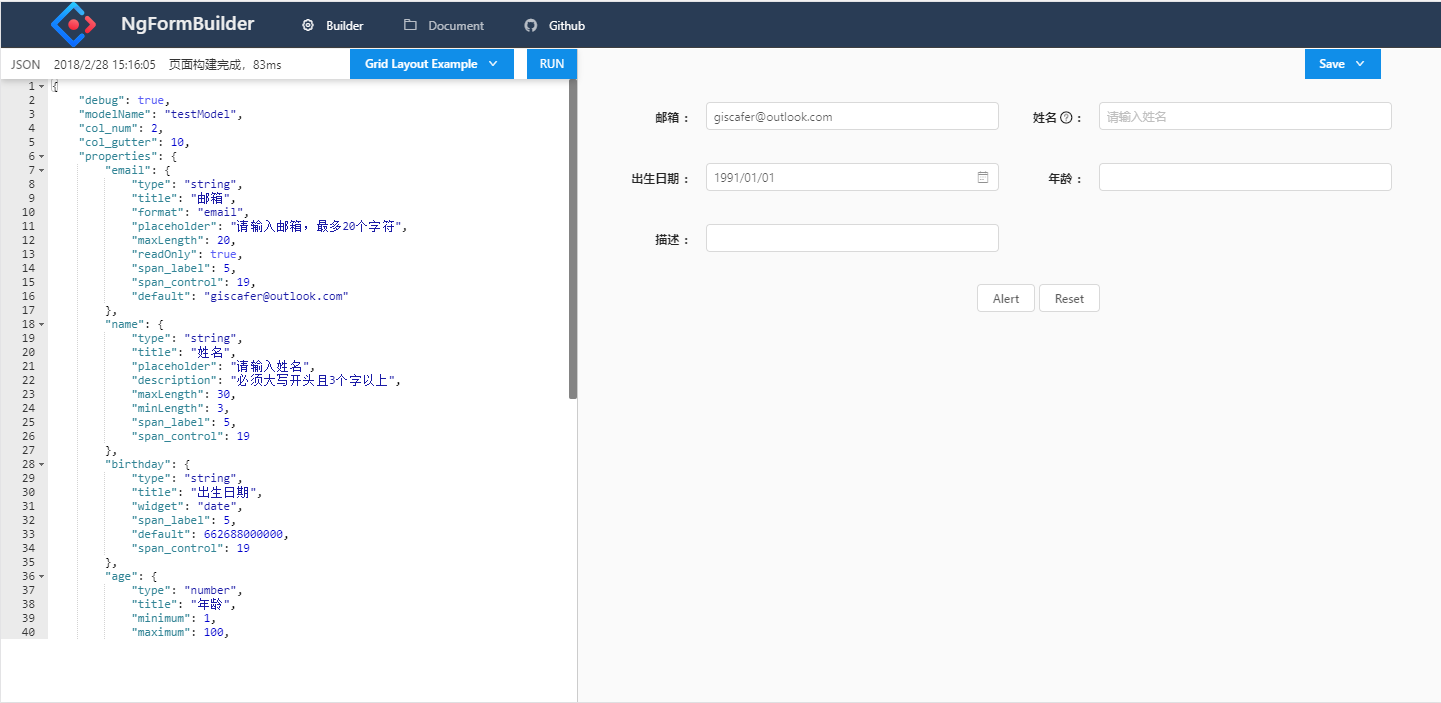 NgFormBuilder Builder Document Github
JSON 2018/2/28 15:16:05 页面构建完成，83ms Grid Layout Example RUN Save
1 {
2 "debug": true,
3 "modelName": "testModel",
4 "col_num": 2,
5 "col_gutter": 10,
6 "properties": {
7 "email": {
8 "type": "string",
9 "title": "邮箱",
10 "format": "email",
11 "placeholder": "请输入邮箱，最多20个字符",
12 "maxLength": 20,
13 "readOnly": true,
14 "span_label": 5,
15 "span_control": 19,
16 "default": "giscafer@outlook.com"
17 },
18 "name": {
19 "type": "string",
20 "title": "姓名",
21 "placeholder": "请输入姓名",
22 "description": "必须大写开头且3个字以上",
23 "maxLength": 30,
24 "minLength": 3,
25 "span_label": 5,
26 "span_control": 19
27 },
28 "birthday": {
29 "type": "string",
30 "title": "出生日期",
31 "widget": "date",
32 "span_label": 5,
33 "default": 662688000000,
34 "span_control": 19
35 },
36 "age": {
37 "type": "number",
38 "title": "年龄",
39 "minimum": 1,
40 "maximum": 100,
邮箱： giscafer@outlook.com 姓名?： 请输入姓名
出生日期： 1991/01/01 年龄：
描述：
Alert Reset